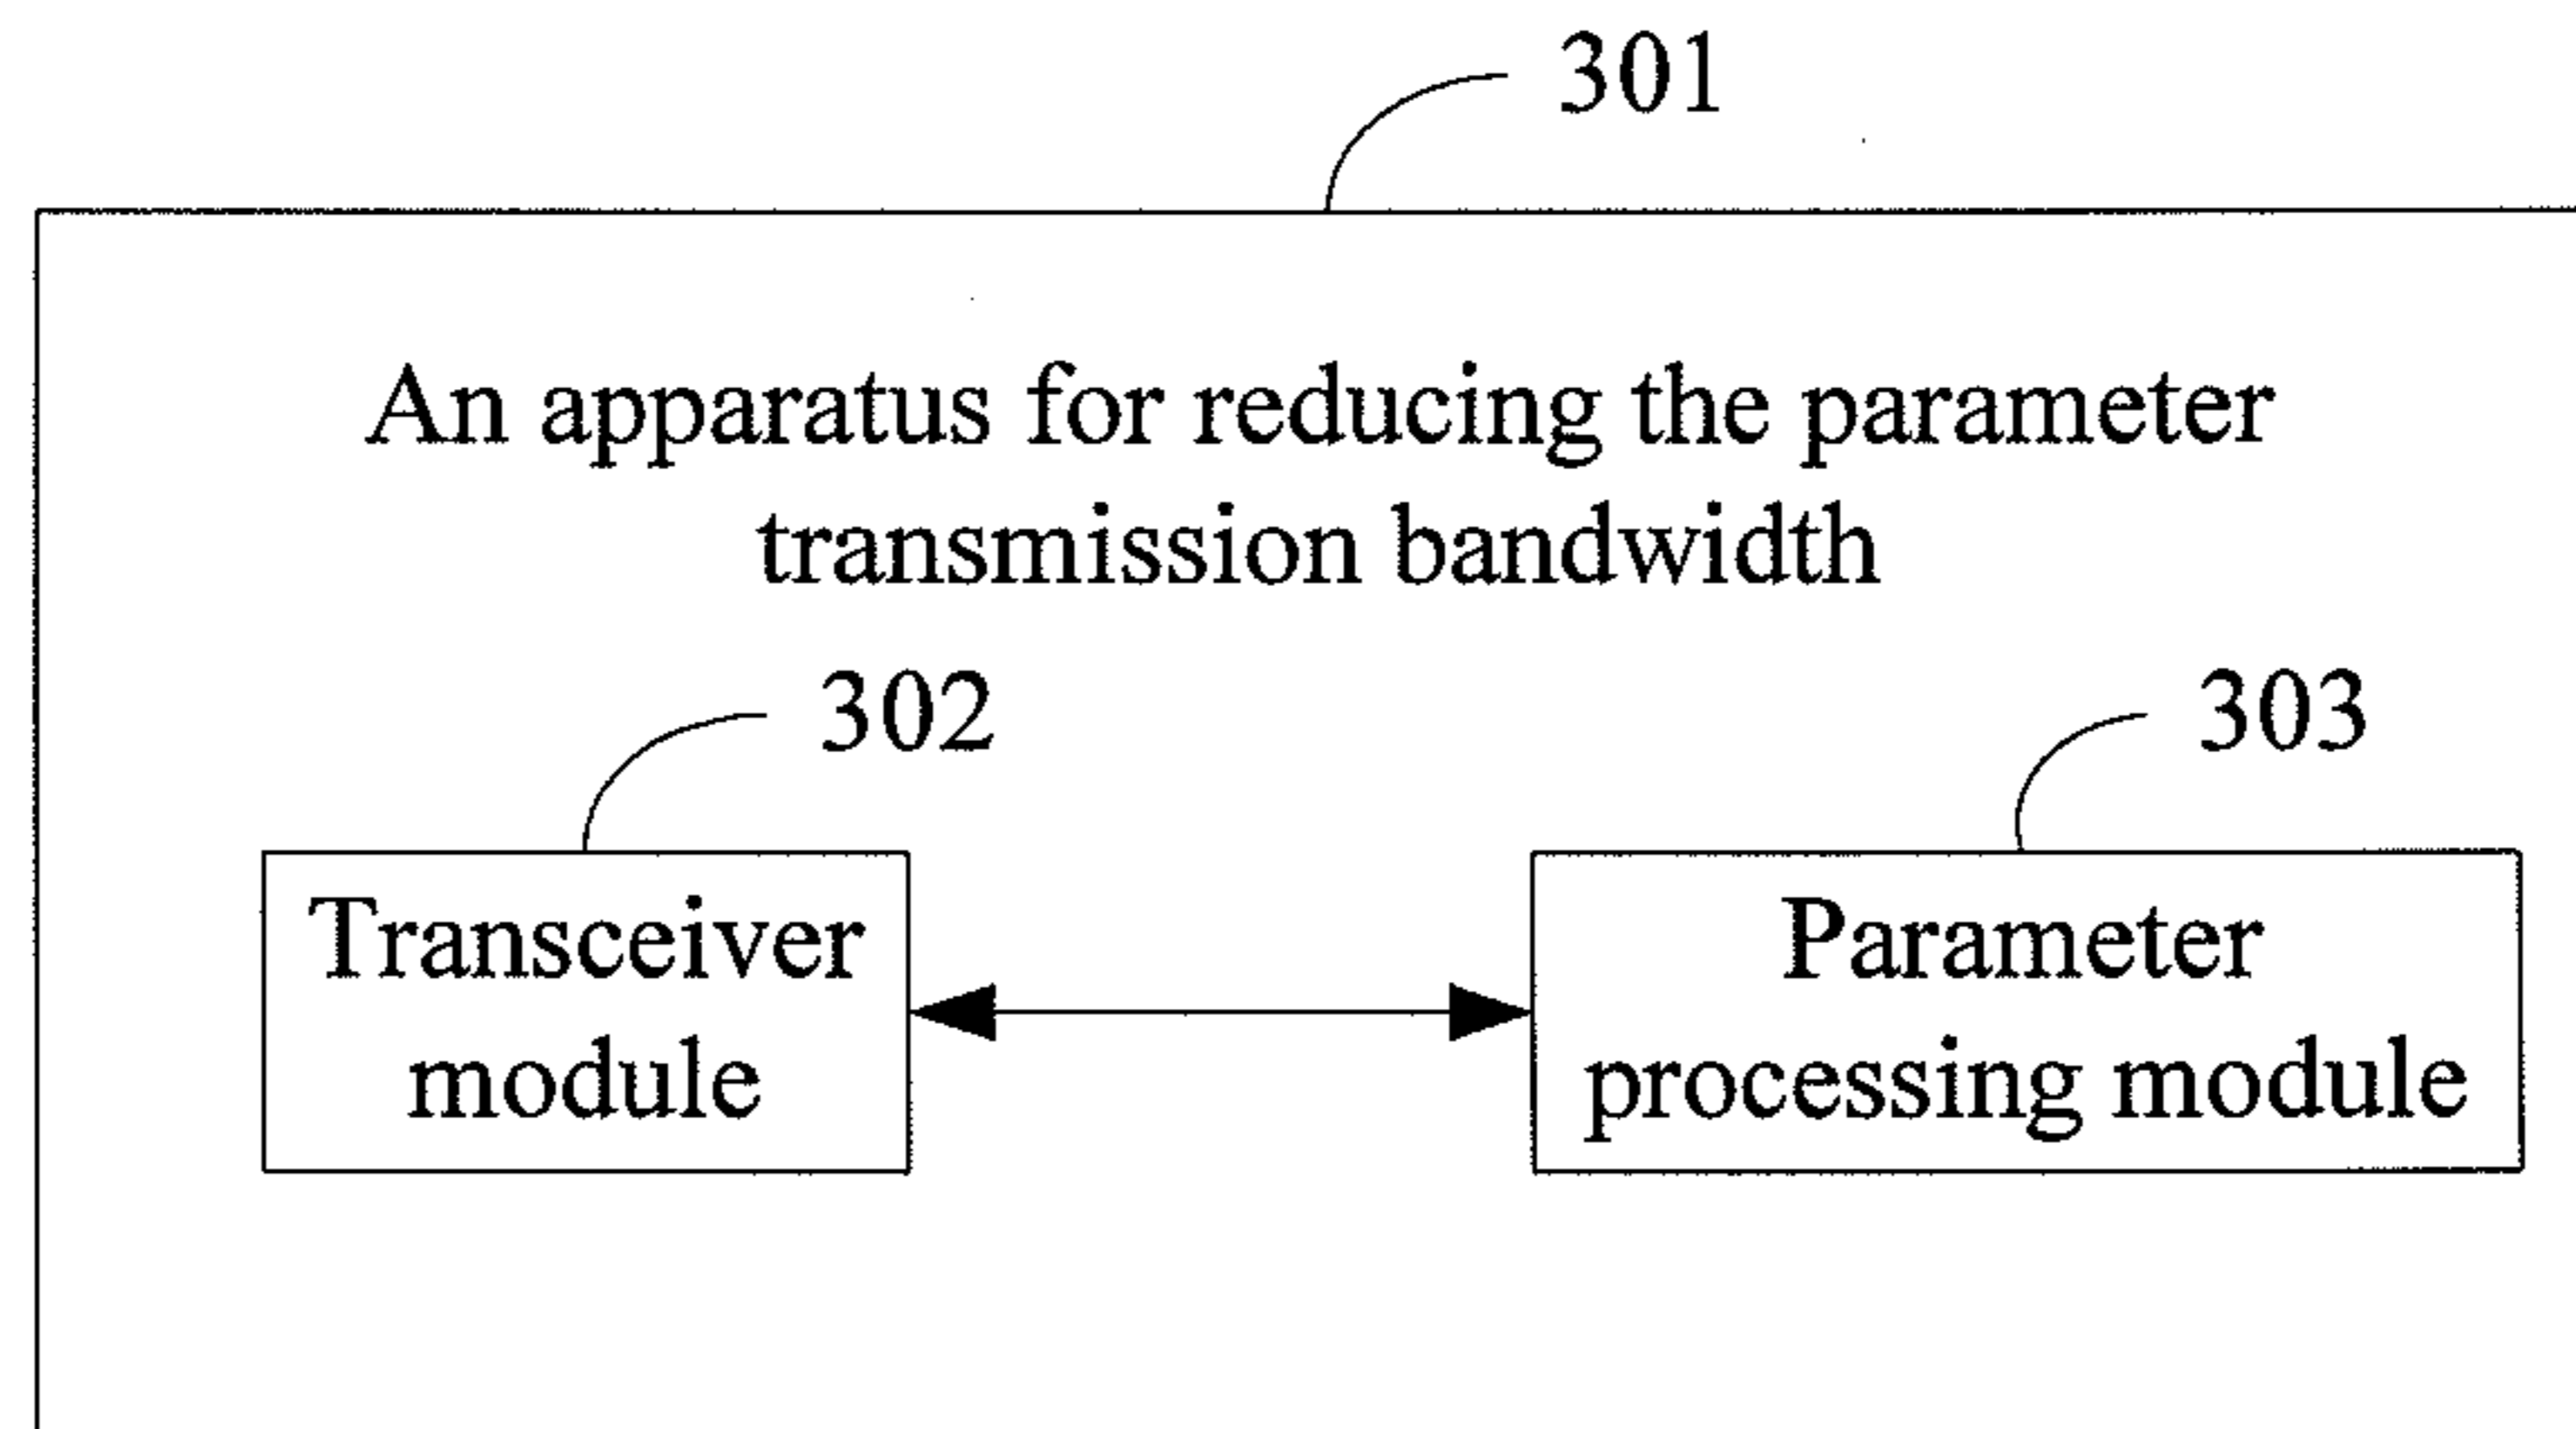 301
An apparatus for reducing the parameter
transmission bandwidth
302
303
Transceiver
module
Parameter
processing module